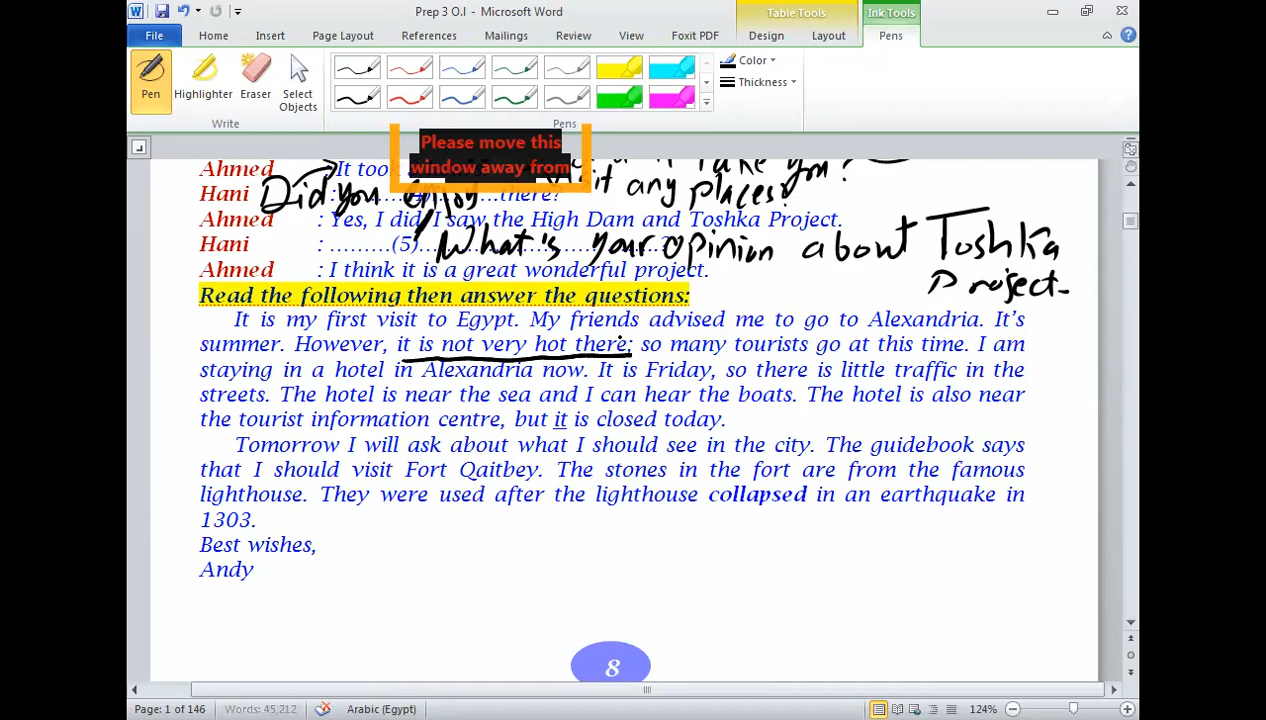 Prep 3 O.I - Microsoft Word
Table Tools
Ink Tools
File
Home
Insert
Page Layout
References
Mailings
Review
View
Foxit PDF
Design
Layout
Pens
Pen
Highlighter
Eraser
Select
Objects
Color
Thickness
Write
Pens
Please move this
window away from
Ahmed : It took take you?
Did you enjoy visit any places?
Hani : .........(4)..........there?
Ahmed : Yes, I did. I saw the High Dam and Toshka Project.
Hani : .........(5)
What's your opinion about Toshka
Project.
Ahmed : I think it is a great wonderful project.
Read the following then answer the questions:
It is my first visit to Egypt. My friends advised me to go to Alexandria. It's
summer. However, it is not very hot there; so many tourists go at this time. I am
staying in a hotel in Alexandria now. It is Friday, so there is little traffic in the
streets. The hotel is near the sea and I can hear the boats. The hotel is also near
the tourist information centre, but it is closed today.
Tomorrow I will ask about what I should see in the city. The guidebook says
that I should visit Fort Qaitbey. The stones in the fort are from the famous
lighthouse. They were used after the lighthouse collapsed in an earthquake in
1303.
Best wishes,
Andy
8
Page: 1 of 146
Words: 45,212
Arabic (Egypt)
124%